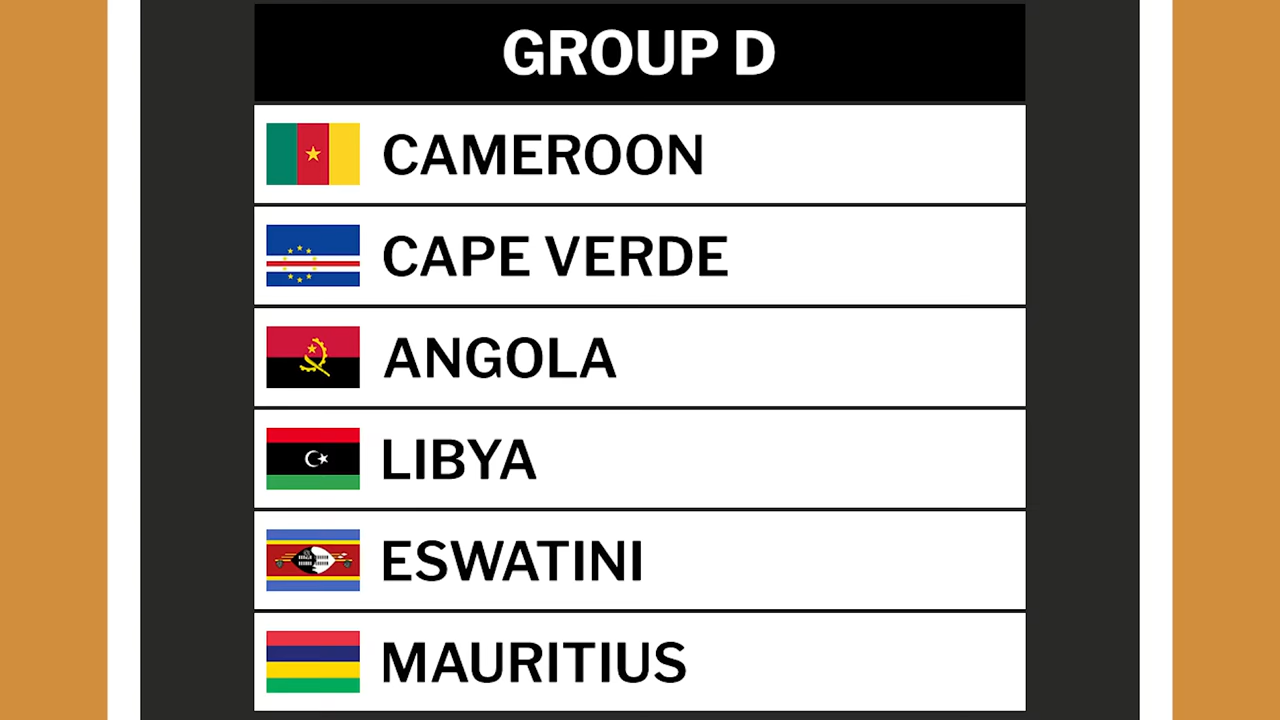 GROUP D
CAMEROON
CAPE VERDE
ANGOLA
LIBYA
ESWATINI
MAURITIUS